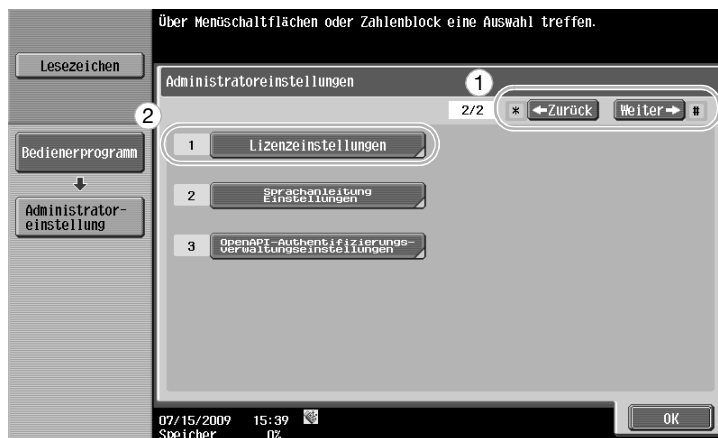 Über Menüschaltflächen oder Zahlenblock eine Auswahl treffen.
Lesezeichen
Administratoreinstellungen
1
2/2 * ←Zurück Weiter→ #
2
Bedienerprogramm
1 Lizenzeinstellungen
Administrator-
einstellung
2 Sprachanleitung
Einstellungen
3 OpenAPI-Authentifizierungs-
verwaltungseinstellungen
07/15/2009 15:39
Speicher 0%
OK